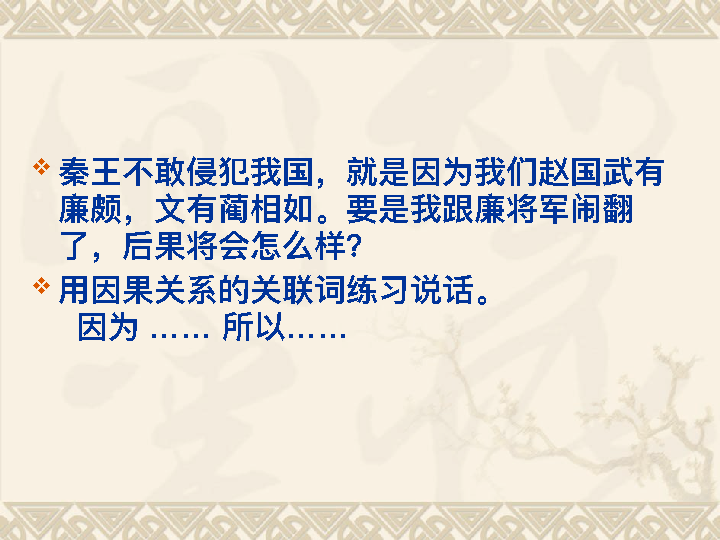 秦王不敢侵犯我国，就是因为我们赵国武有
廉颇，文有蔺相如。要是我跟廉将军闹翻
了，后果将会怎么样？
用因果关系的关联词练习说话。
因为 …… 所以……